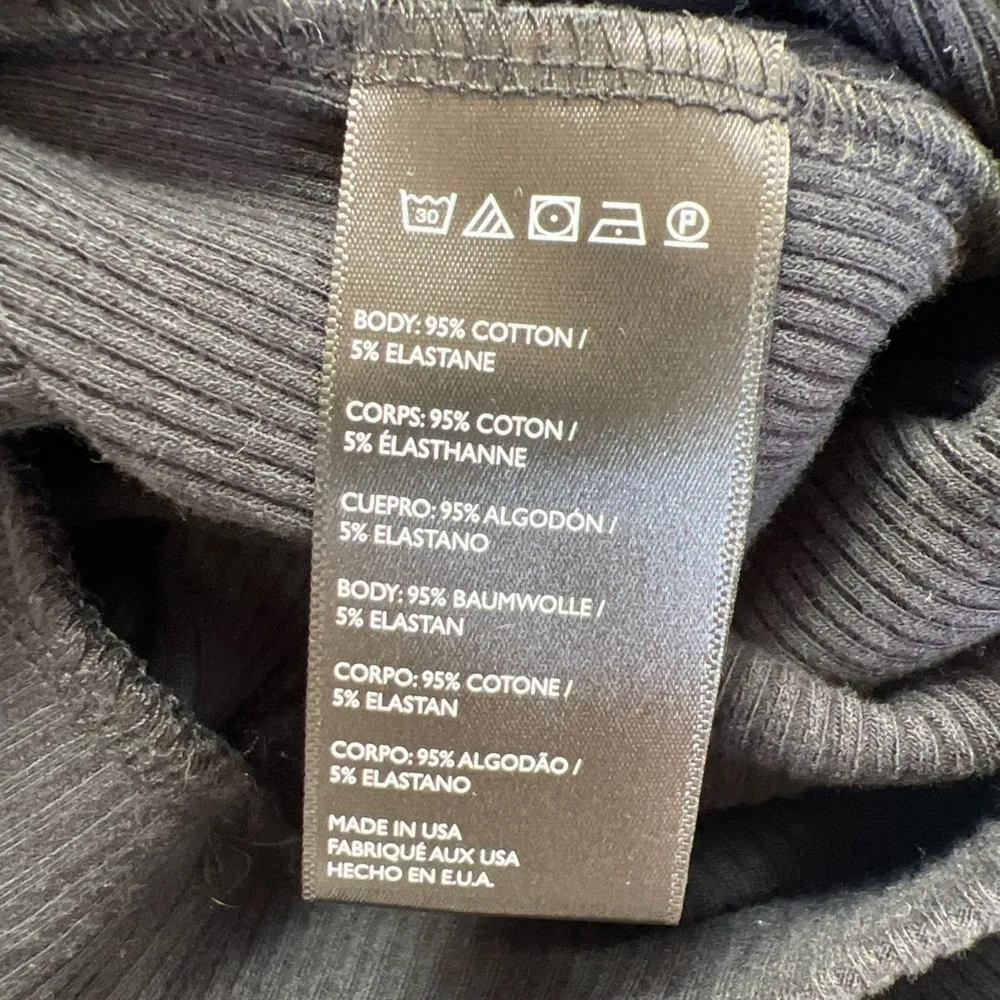 30 P
BODY: 95% COTTON /
5% ELASTANE
CORPS: 95% COTON /
5% ÉLASTHANNE
CUEPRO: 95% ALGODÓN /
5% ELASTANO
BODY: 95% BAUMWOLLE /
5% ELASTAN
CORPO: 95% COTONE /
5% ELASTAN
CORPO: 95% ALGODÃO /
5% ELASTANO
MADE IN USA
FABRIQUÉ AUX USA
HECHO EN E.U.A.